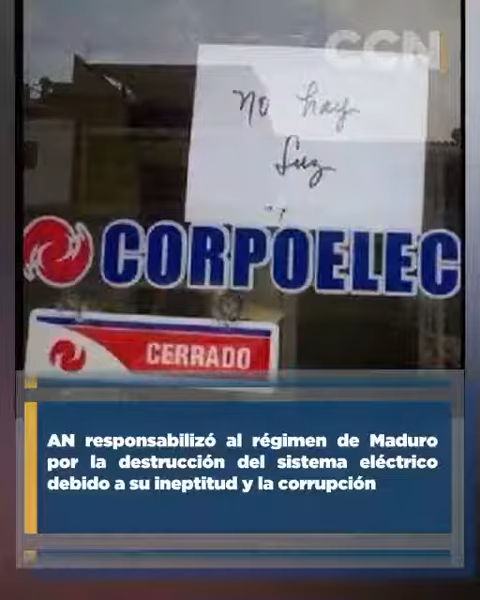 CCN
No hay
Luz
CORPOELEC
CERRADO
AN responsabilizó al régimen de Maduro
por la destrucción del sistema eléctrico
debido a su ineptitud y la corrupción